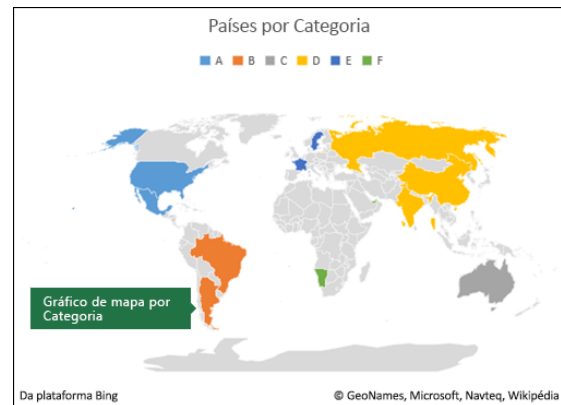 Países por Categoria
A B C D E F
Gráfico de mapa por
Categoria
Da plataforma Bing
© GeoNames, Microsoft, Navteq, Wikipédia